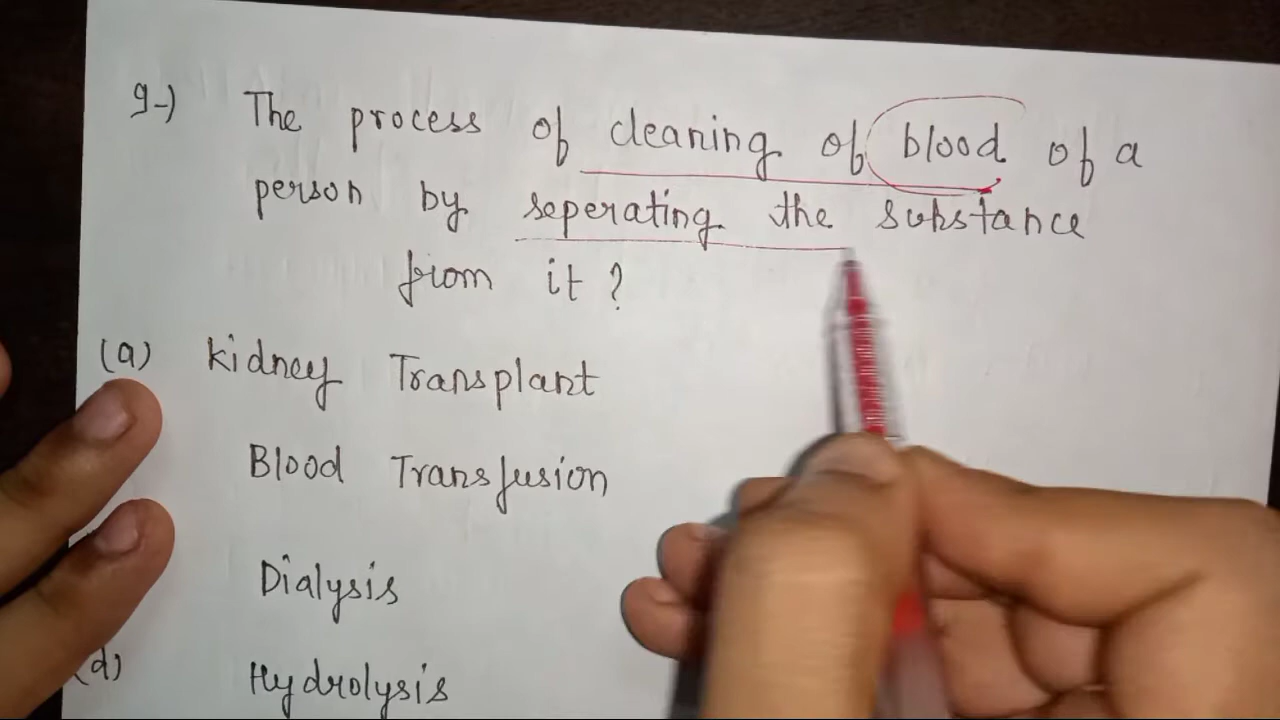 9-) The process of cleaning of blood of a
person by seperating the substance
from it ?
(a) kidney Transplant
Blood Transfusion
Dialysis
(d) Hydrolysis